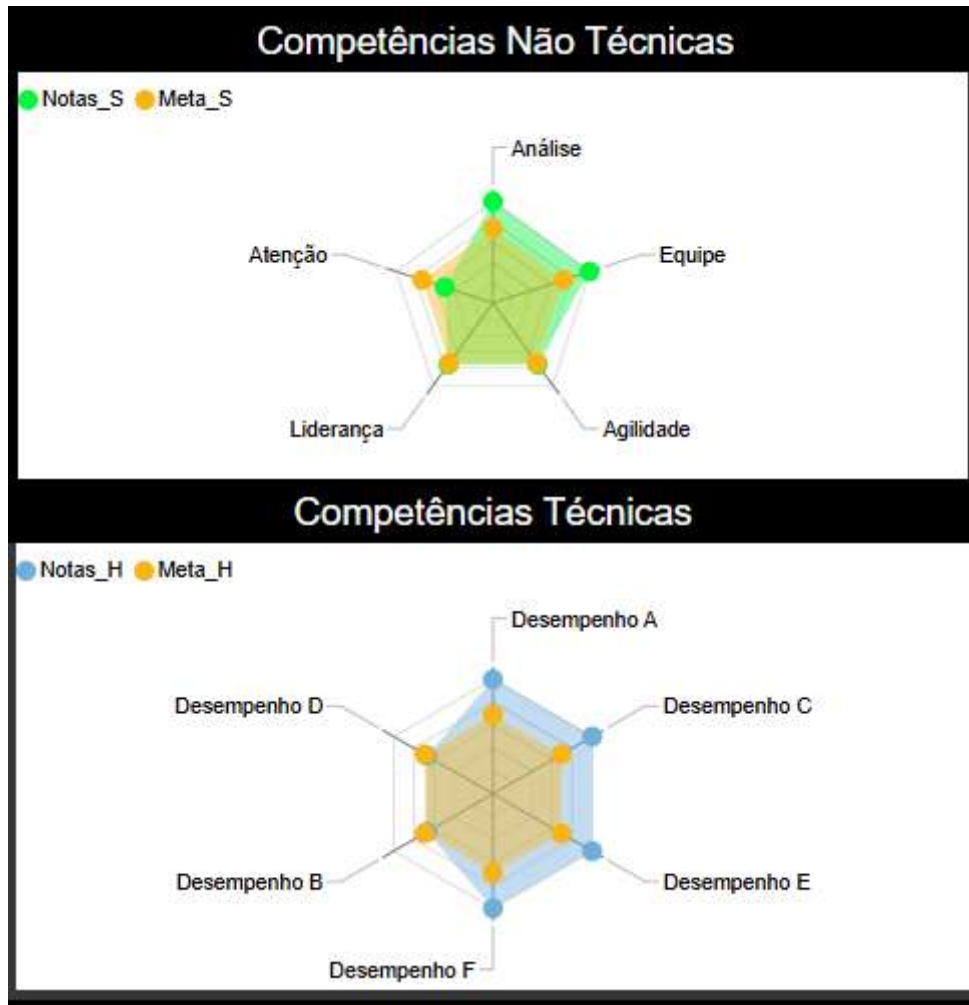 Competências Não Técnicas
Notas_S Meta_S
Análise
Atenção
Equipe
Liderança
Agilidade
Competências Técnicas
Notas_H Meta_H
Desempenho A
Desempenho D
Desempenho C
Desempenho B
Desempenho E
Desempenho F